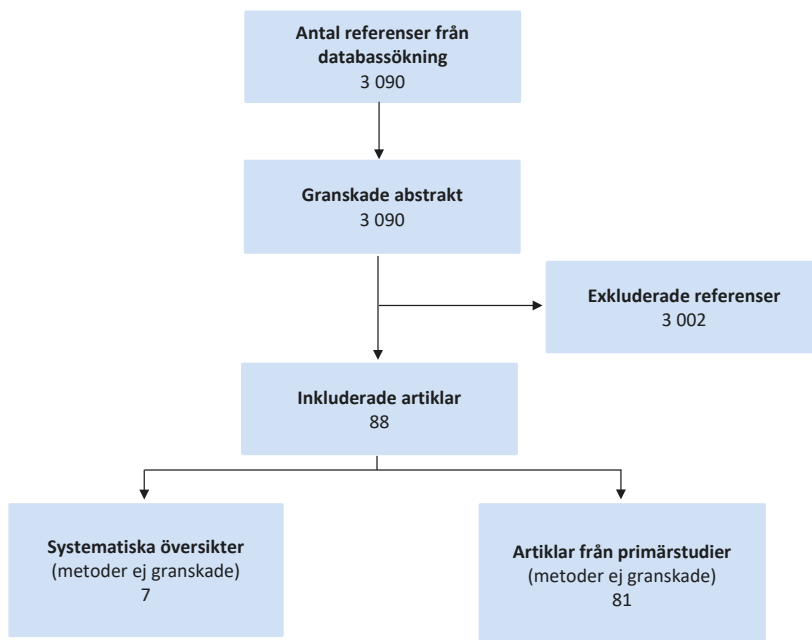 Antal referenser från
databassökning
3 090
Granskade abstrakt
3 090
Exkluderade referenser
3 002
Inkluderade artiklar
88
Systematiska översikter
(metoder ej granskade)
7
Artiklar från primärstudier
(metoder ej granskade)
81